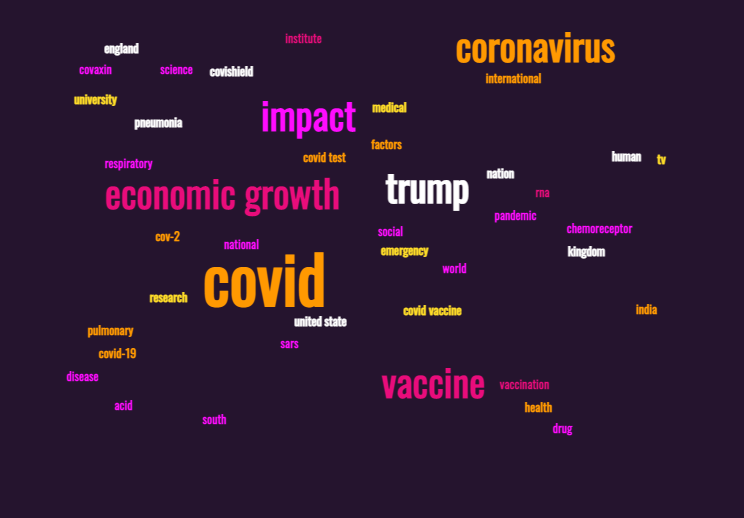 institute
coronavirus
england
covaxin
science
covishield
international
university
impact
medical
pneumonia
factors
respiratory
covid test
human
tv
economic growth
trump
nation
rna
pandemic
cov-2
national
social
chemoreceptor
emergency
kingdom
covid
world
research
united state
covid vaccine
india
pulmonary
sars
covid-19
disease
vaccine
vaccination
acid
health
south
drug